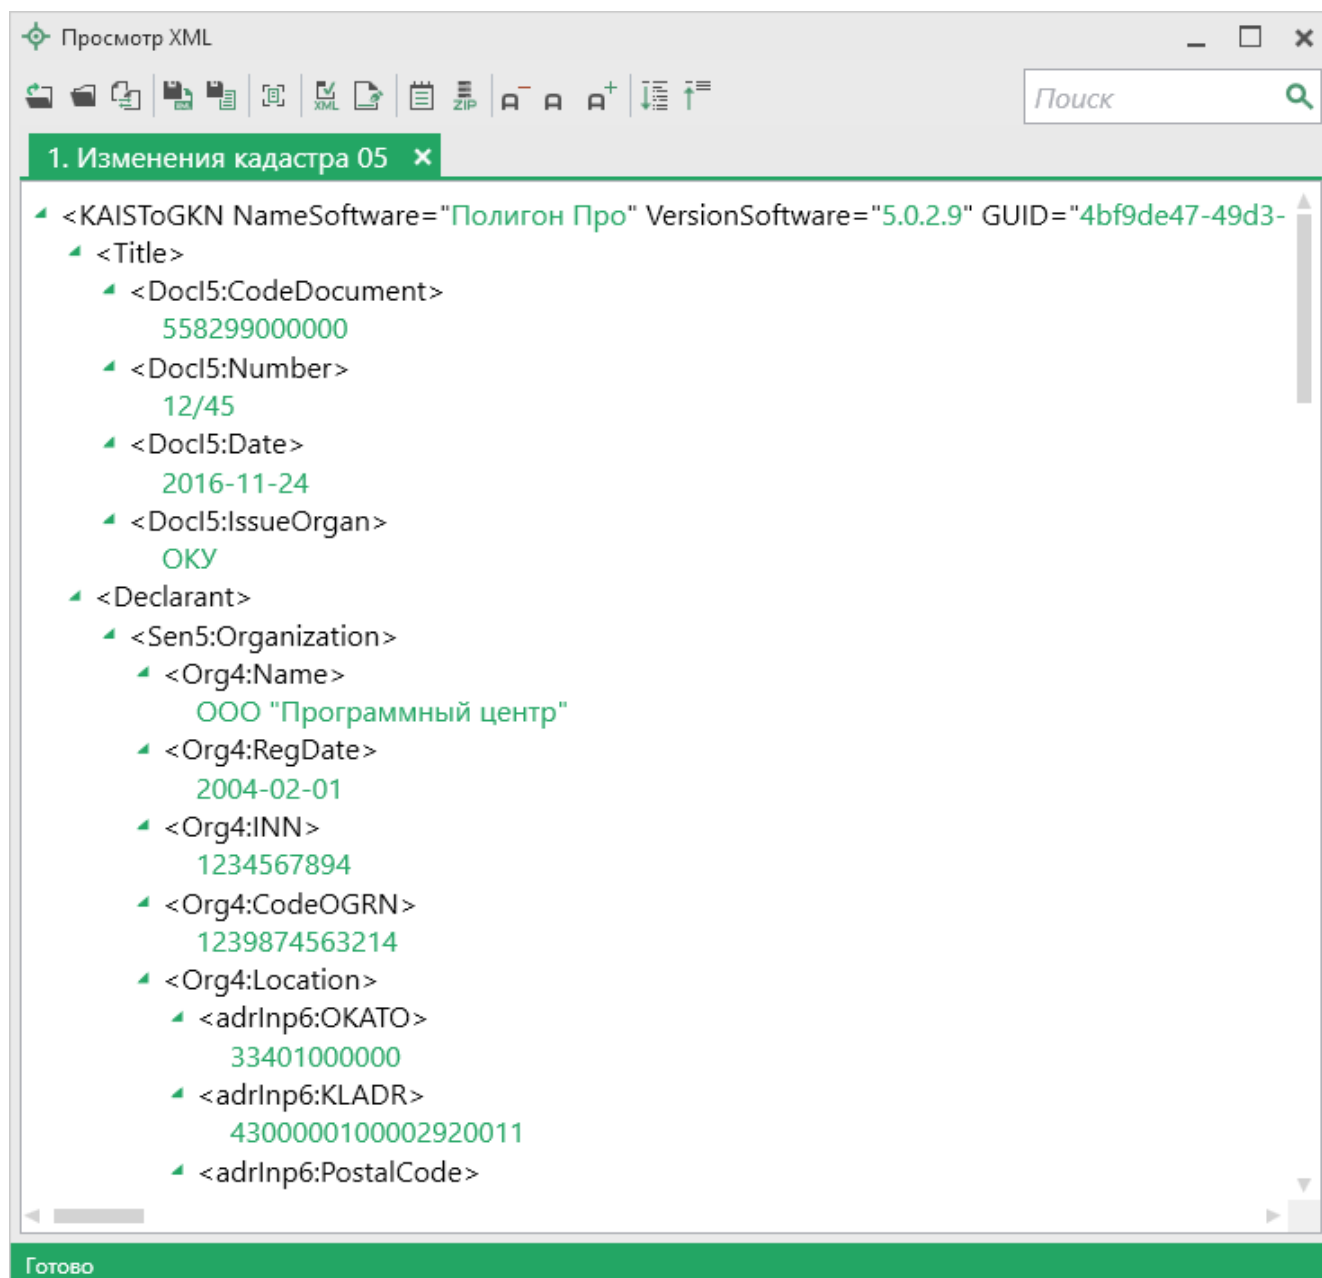 Просмотр XML
XML ZIP
Поиск
1. Изменения кадастра 05
<KAISToGKN NameSoftware="Полигон Про" VersionSoftware="5.0.2.9" GUID="4bf9de47-49d3-
<Title>
<DocI5:CodeDocument>
558299000000
<DocI5:Number>
12/45
<DocI5:Date>
2016-11-24
<DocI5:IssueOrgan>
ОКУ
<Declarant>
<Sen5:Organization>
<Org4:Name>
ООО "Программный центр"
<Org4:RegDate>
2004-02-01
<Org4:INN>
1234567894
<Org4:CodeOGRN>
1239874563214
<Org4:Location>
<adrInp6:OKATO>
33401000000
<adrInp6:KLADR>
4300000100002920011
<adrInp6:PostalCode>
Готово